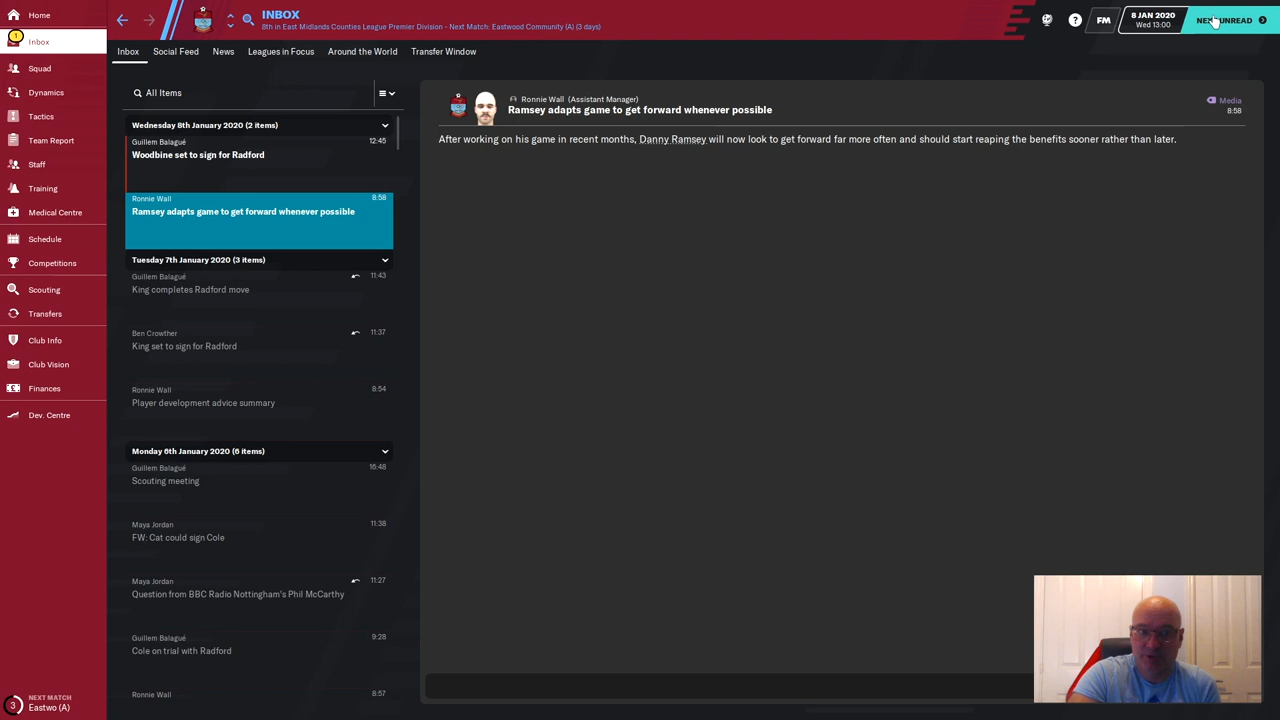 Home
INBOX
8th in East Midlands Counties League Premier Division - Next Match: Eastwood Community (A) (3 days)
?
FM
8 JAN 2020
Wed 13:00
NEXT UNREAD
1
Inbox
Squad
Dynamics
Tactics
Team Report
Staff
Training
Medical Centre
Schedule
Competitions
Scouting
Transfers
Club Info
Club Vision
Finances
Dev. Centre
3
NEXT MATCH
Eastwo (A)
Inbox
Social Feed
News
Leagues in Focus
Around the World
Transfer Window
All Items
Wednesday 8th January 2020 (2 items)
Guillem Balagué 12:45
Woodbine set to sign for Radford
Ronnie Wall 8:58
Ramsey adapts game to get forward whenever possible
Tuesday 7th January 2020 (3 items)
Guillem Balagué 11:43
King completes Radford move
Ben Crowther 11:37
King set to sign for Radford
Ronnie Wall 8:54
Player development advice summary
Monday 6th January 2020 (6 items)
Guillem Balagué 16:48
Scouting meeting
Maya Jordan 11:38
FW: Cat could sign Cole
Maya Jordan 11:27
Question from BBC Radio Nottingham's Phil McCarthy
Guillem Balagué 9:28
Cole on trial with Radford
Ronnie Wall 8:57
Ronnie Wall (Assistant Manager)
Ramsey adapts game to get forward whenever possible
Media
8:58
After working on his game in recent months, Danny Ramsey will now look to get forward far more often and should start reaping the benefits sooner rather than later.